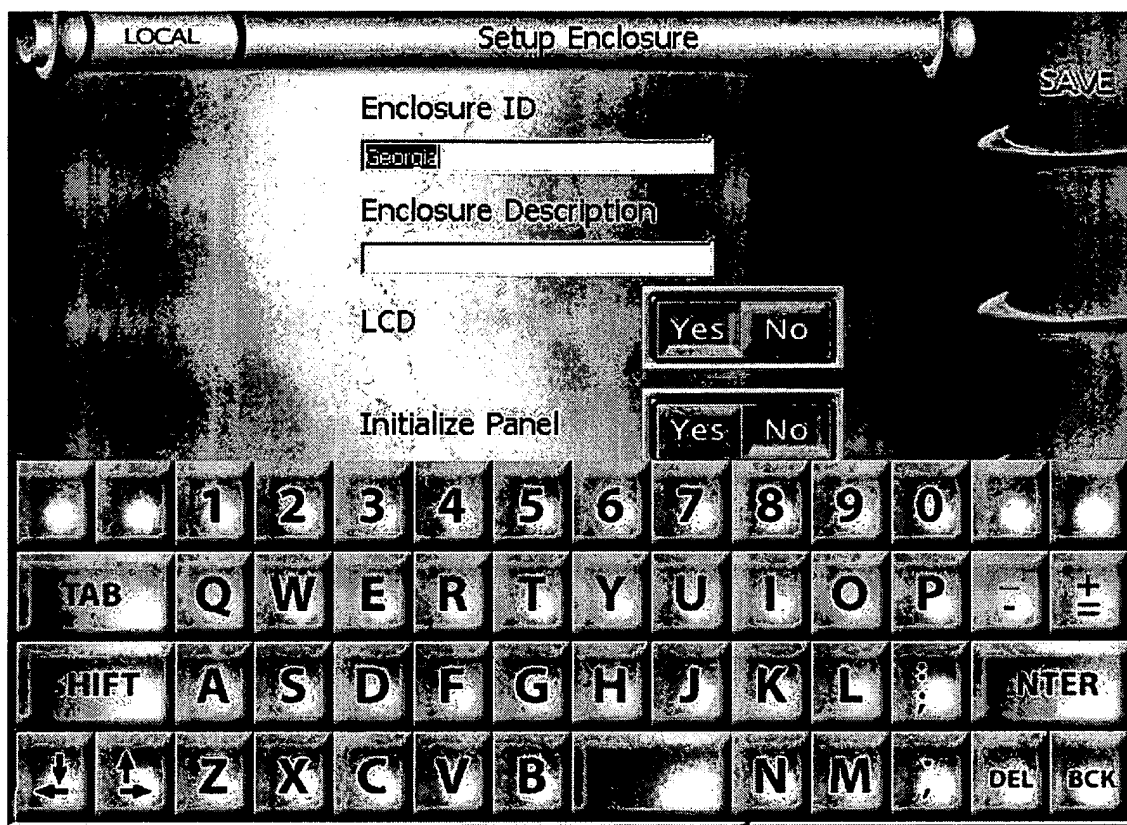 LOCAL Setup Enclosure
SAVE
Enclosure ID
Georgia
Enclosure Description
LCD Yes No
Initialize Panel Yes No
1 2 3 4 5 6 7 8 9 0
TAB Q W E R T Y U I O P _ - + =
HIFT A S D F G H J K L : ; NTER
Z X C V B N M . , DEL BCK